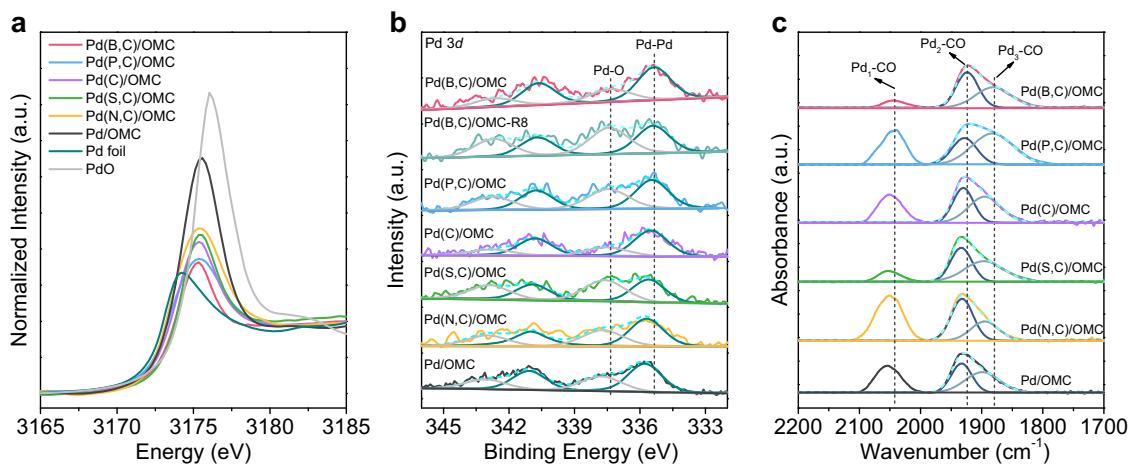 a
Normalized Intensity (a.u.)
Pd(B,C)/OMC
Pd(P,C)/OMC
Pd(C)/OMC
Pd(S,C)/OMC
Pd(N,C)/OMC
Pd/OMC
Pd foil
PdO
3165 3170 3175 3180 3185
Energy (eV)
b
Intensity (a.u.)
Pd 3d
Pd-Pd
Pd-O
Pd(B,C)/OMC
Pd(B,C)/OMC-R8
Pd(P,C)/OMC
Pd(C)/OMC
Pd(S,C)/OMC
Pd(N,C)/OMC
Pd/OMC
345 342 339 336 333
Binding Energy (eV)
c
Absorbance (a.u.)
Pd₁-CO
Pd₂-CO
Pd₃-CO
Pd(B,C)/OMC
Pd(P,C)/OMC
Pd(C)/OMC
Pd(S,C)/OMC
Pd(N,C)/OMC
Pd/OMC
2200 2100 2000 1900 1800 1700
Wavenumber (cm⁻¹)